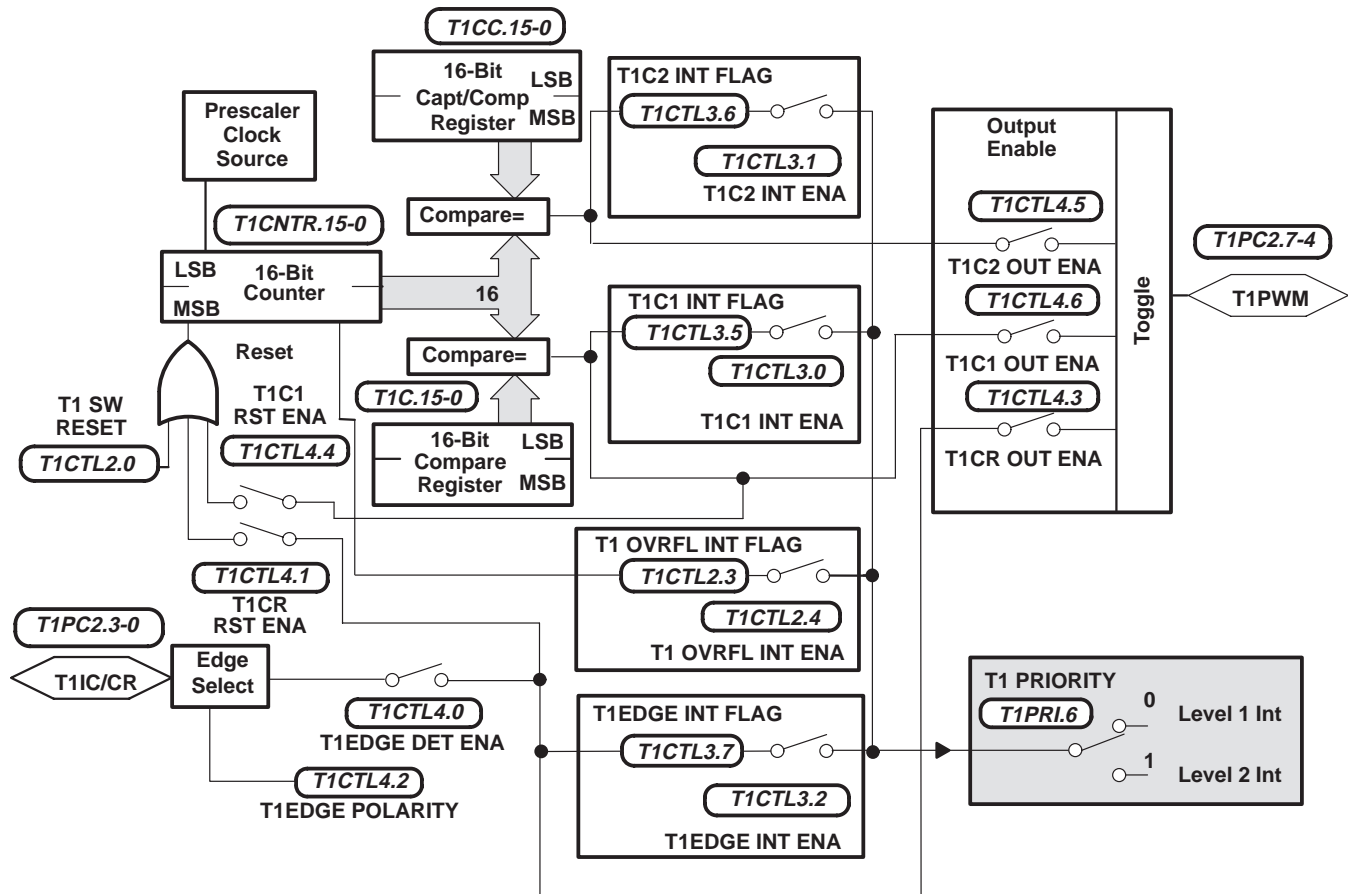 T1CC.15-0
16-Bit
Capt/Comp
Register
LSB
MSB
Prescaler
Clock
Source
T1C2 INT FLAG
T1CTL3.6
T1CTL3.1
T1C2 INT ENA
Output
Enable
T1CTL4.5
T1C2 OUT ENA
T1CTL4.6
T1C1 OUT ENA
T1CTL4.3
T1CR OUT ENA
Toggle
T1PC2.7-4
T1PWM
Compare=
T1CNTR.15-0
LSB
MSB
16-Bit
Counter
16
T1C1 INT FLAG
T1CTL3.5
T1CTL3.0
T1C1 INT ENA
Reset
Compare=
T1C.15-0
T1C1
RST ENA
T1CTL4.4
T1 SW
RESET
T1CTL2.0
16-Bit
Compare
Register
LSB
MSB
T1 OVRFL INT FLAG
T1CTL2.3
T1CTL2.4
T1 OVRFL INT ENA
T1CTL4.1
T1CR
RST ENA
T1PC2.3-0
T1IC/CR
Edge
Select
T1CTL4.0
T1EDGE DET ENA
T1CTL4.2
T1EDGE POLARITY
T1EDGE INT FLAG
T1CTL3.7
T1CTL3.2
T1EDGE INT ENA
T1 PRIORITY
T1PRI.6
0
Level 1 Int
1
Level 2 Int